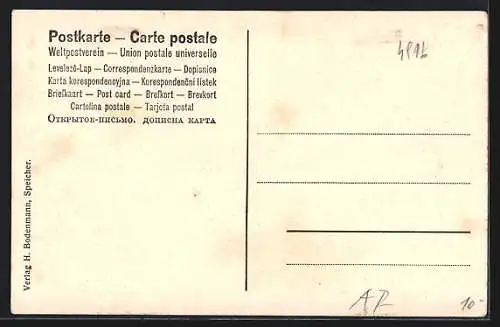 Postkarte — Carte postale
Weltpostverein — Union postale universelle
Levelező-Lap — Correspondenzkarte — Dopisnice
Karta korespondencyjna — Korespondenční lístek
Briefkaart — Post card — Brefkort — Brevkort
Cartolina postale — Tarjeta postal
Открытое-письмо. дописна карта
Verlag H. Bodenmann, Speicher.
AR
10-